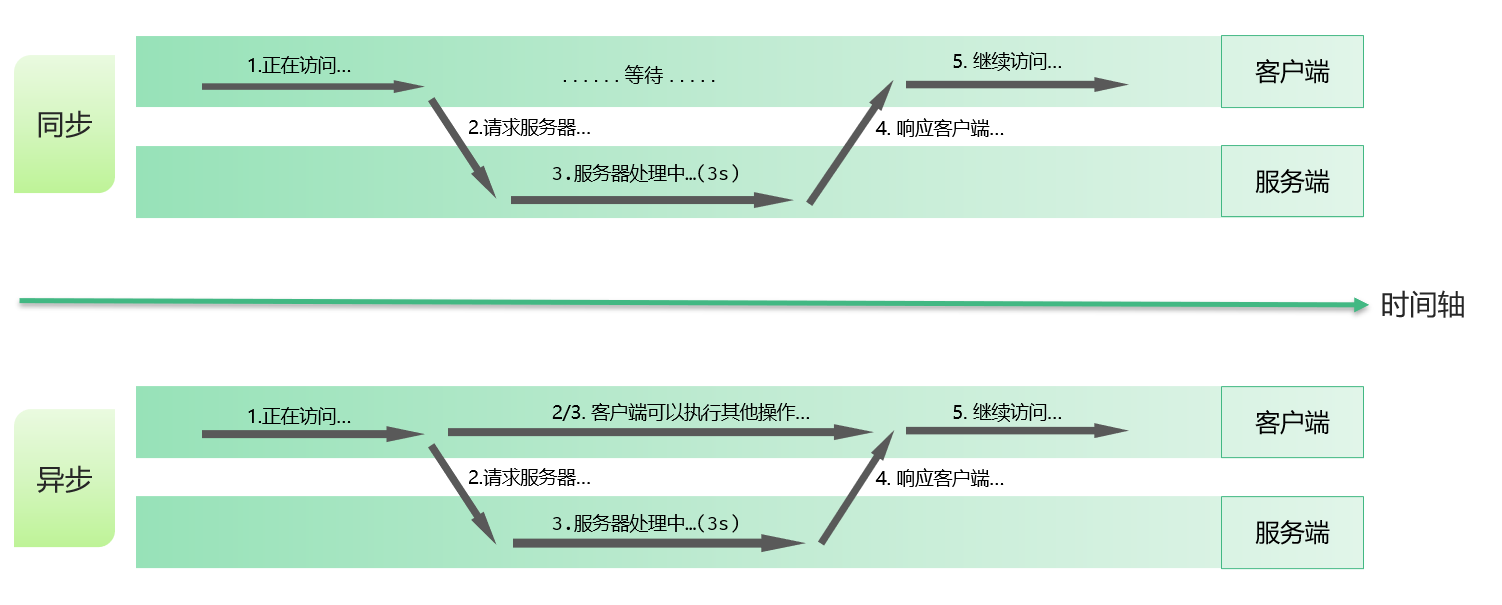 1.正在访问...
......等待.....
5. 继续访问...
客户端
同步
2.请求服务器...
4. 响应客户端...
3.服务器处理中...(3s)
服务端
时间轴
1.正在访问...
2/3. 客户端可以执行其他操作...
5. 继续访问...
客户端
异步
2.请求服务器...
4. 响应客户端...
3.服务器处理中...(3s)
服务端